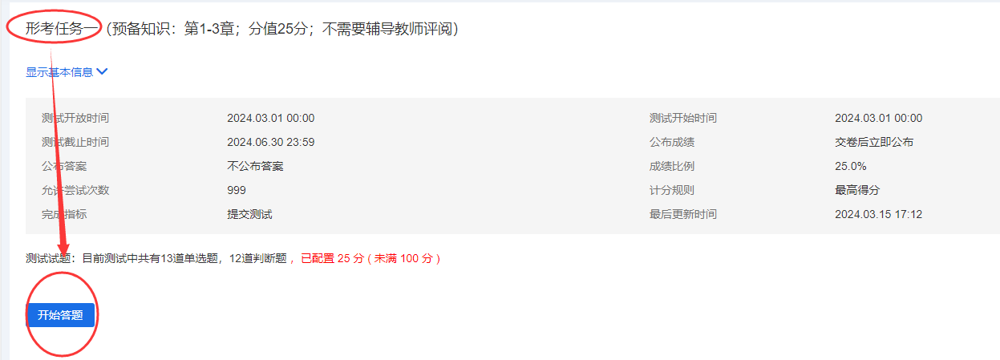 形考任务一（预备知识：第1-3章；分值25分；不需要辅导教师评阅）
显示基本信息
测试开放时间 2024.03.01 00:00 测试开始时间 2024.03.01 00:00
测试截止时间 2024.06.30 23:59 公布成绩 交卷后立即公布
公布答案 不公布答案 成绩比例 25.0%
允许尝试次数 999 计分规则 最高得分
完成指标 提交测试 最后更新时间 2024.03.15 17:12
测试试题：目前测试中共有13道单选题，12道判断题 ，已配置 25 分 ( 未满 100 分 )
开始答题